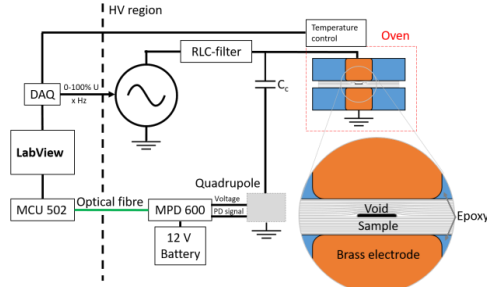 HV region
Temperature
control
RLC-filter
Oven
DAQ
0-100% U
x Hz
Cc
LabView
Quadrupole
Optical fibre
Voltage
PD signal
MCU 502
MPD 600
12 V
Battery
Void
Sample
Epoxy
Brass electrode